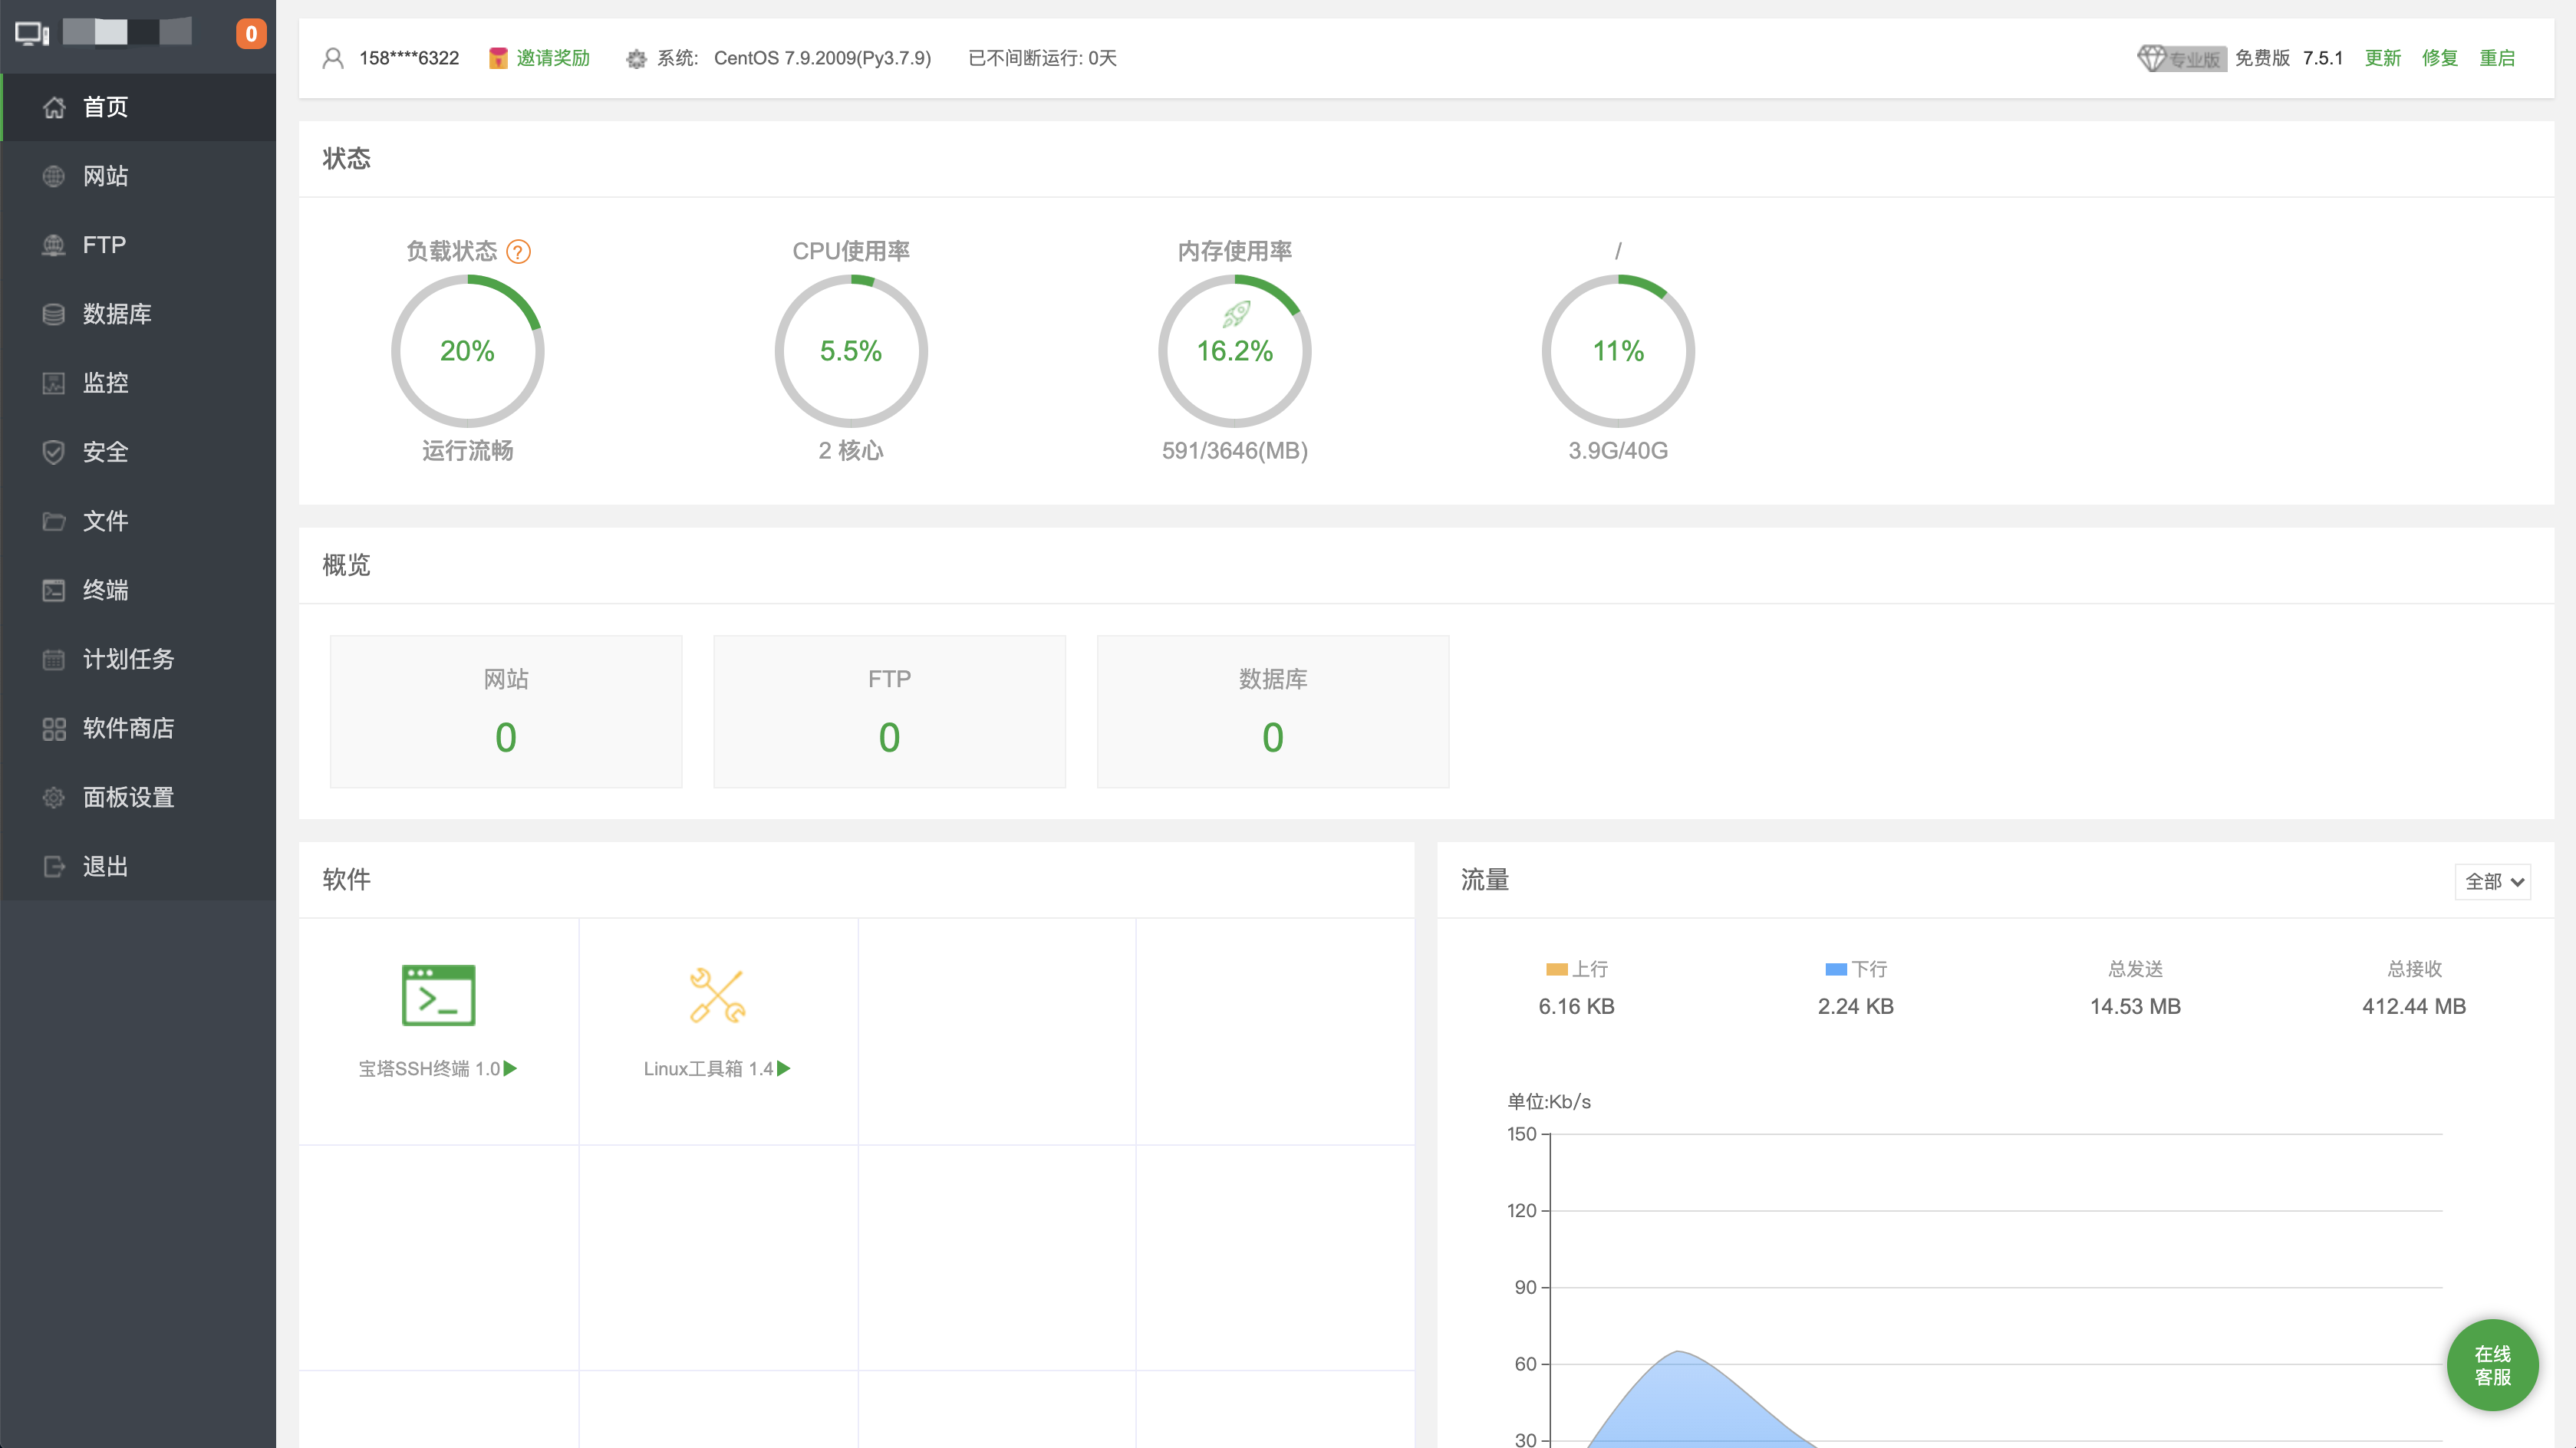 0
首页
网站
FTP
数据库
监控
安全
文件
终端
计划任务
软件商店
面板设置
退出
158****6322 邀请奖励 系统: CentOS 7.9.2009(Py3.7.9) 已不间断运行: 0天
专业版 免费版 7.5.1 更新 修复 重启
状态
负载状态 ?
20%
运行流畅
CPU使用率
5.5%
2 核心
内存使用率
16.2%
591/3646(MB)
/
11%
3.9G/40G
概览
网站
0
FTP
0
数据库
0
软件
宝塔SSH终端 1.0
Linux工具箱 1.4
流量
全部
上行
6.16 KB
下行
2.24 KB
总发送
14.53 MB
总接收
412.44 MB
单位:Kb/s
150
120
90
60
30
在线
客服